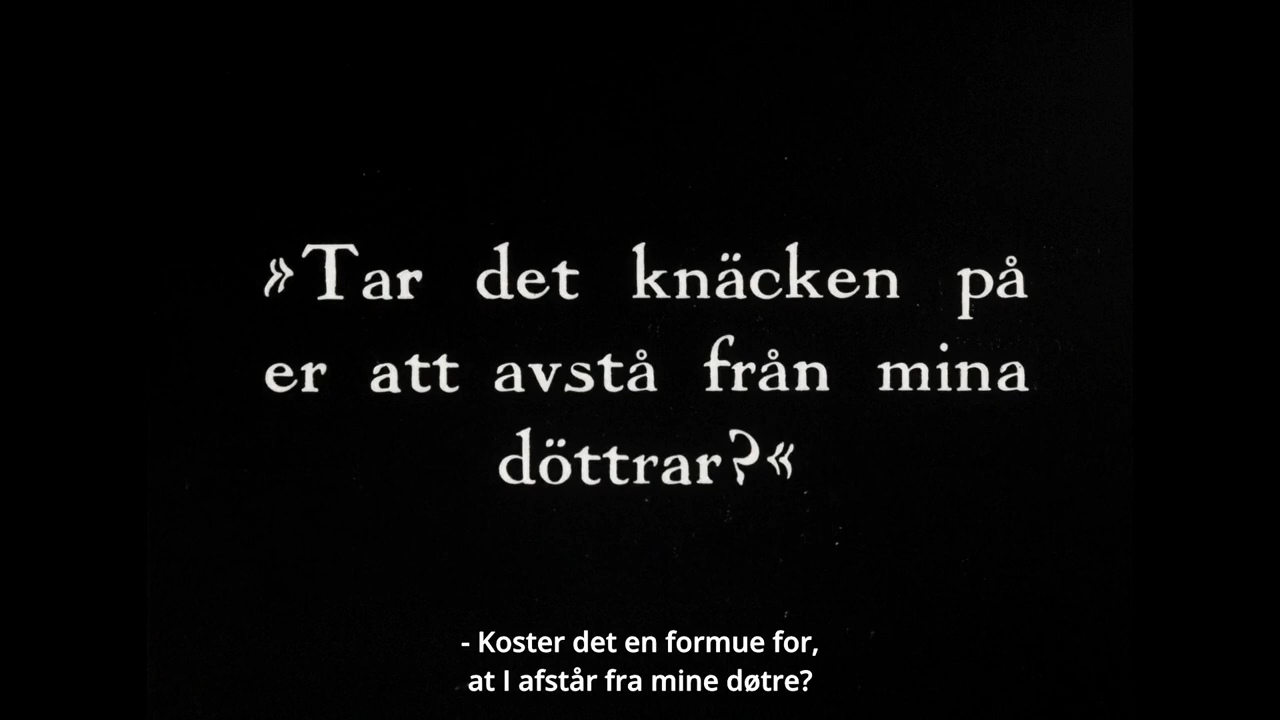 »Tar det knäcken på
er att avstå från mina
döttrar?«
- Koster det en formue for,
at I afstår fra mine døtre?